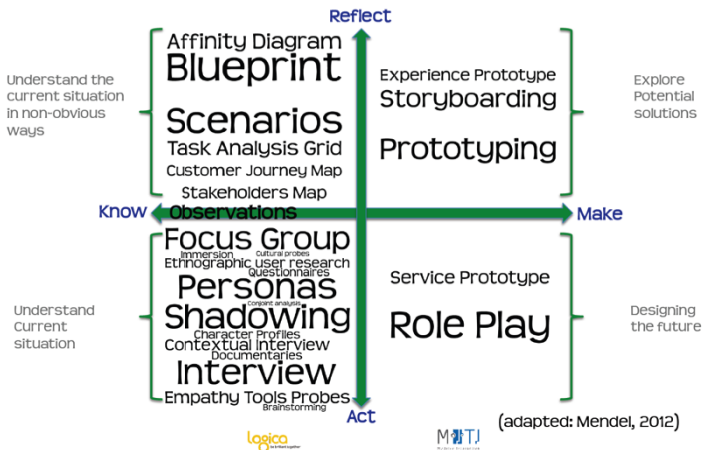 Reflect
Affinity Diagram
Blueprint
Scenarios
Task Analysis Grid
Customer Journey Map
Stakeholders Map
Understand the
current situation
in non-obvious
ways
Experience Prototype
Storyboarding
Prototyping
Explore
Potential
solutions
Know
Observations
Make
Focus Group
Immersion
Cultural probes
Ethnographic user research
Questionnaires
Personas
Conjoint analysis
Shadowing
Character Profiles
Contextual Interview
Documentaries
Interview
Empathy Tools Probes
Brainstorming
Understand
Current
situation
Service Prototype
Role Play
Designing
the future
Act
(adapted: Mendel, 2012)
logica
be brilliant together